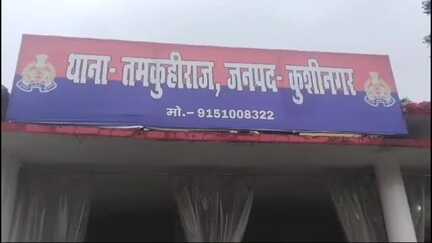 थाना- तमकुहीराज, जनपद- कुशीनगर
मो.- 9151008322